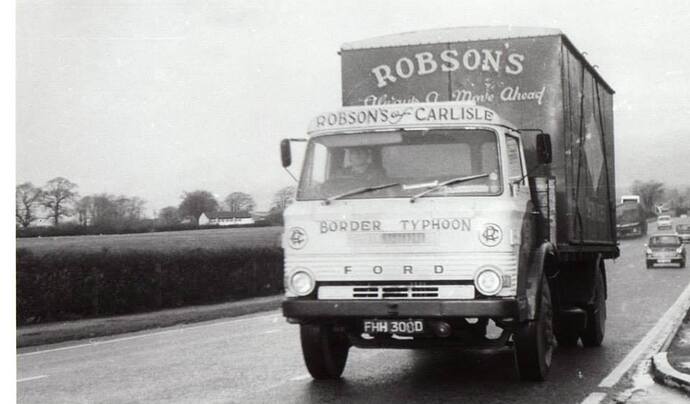 ROBSON'S
Always A Move Ahead
ROBSON'S of CARLISLE
BORDER TYPHOON
FORD
FHH 300D